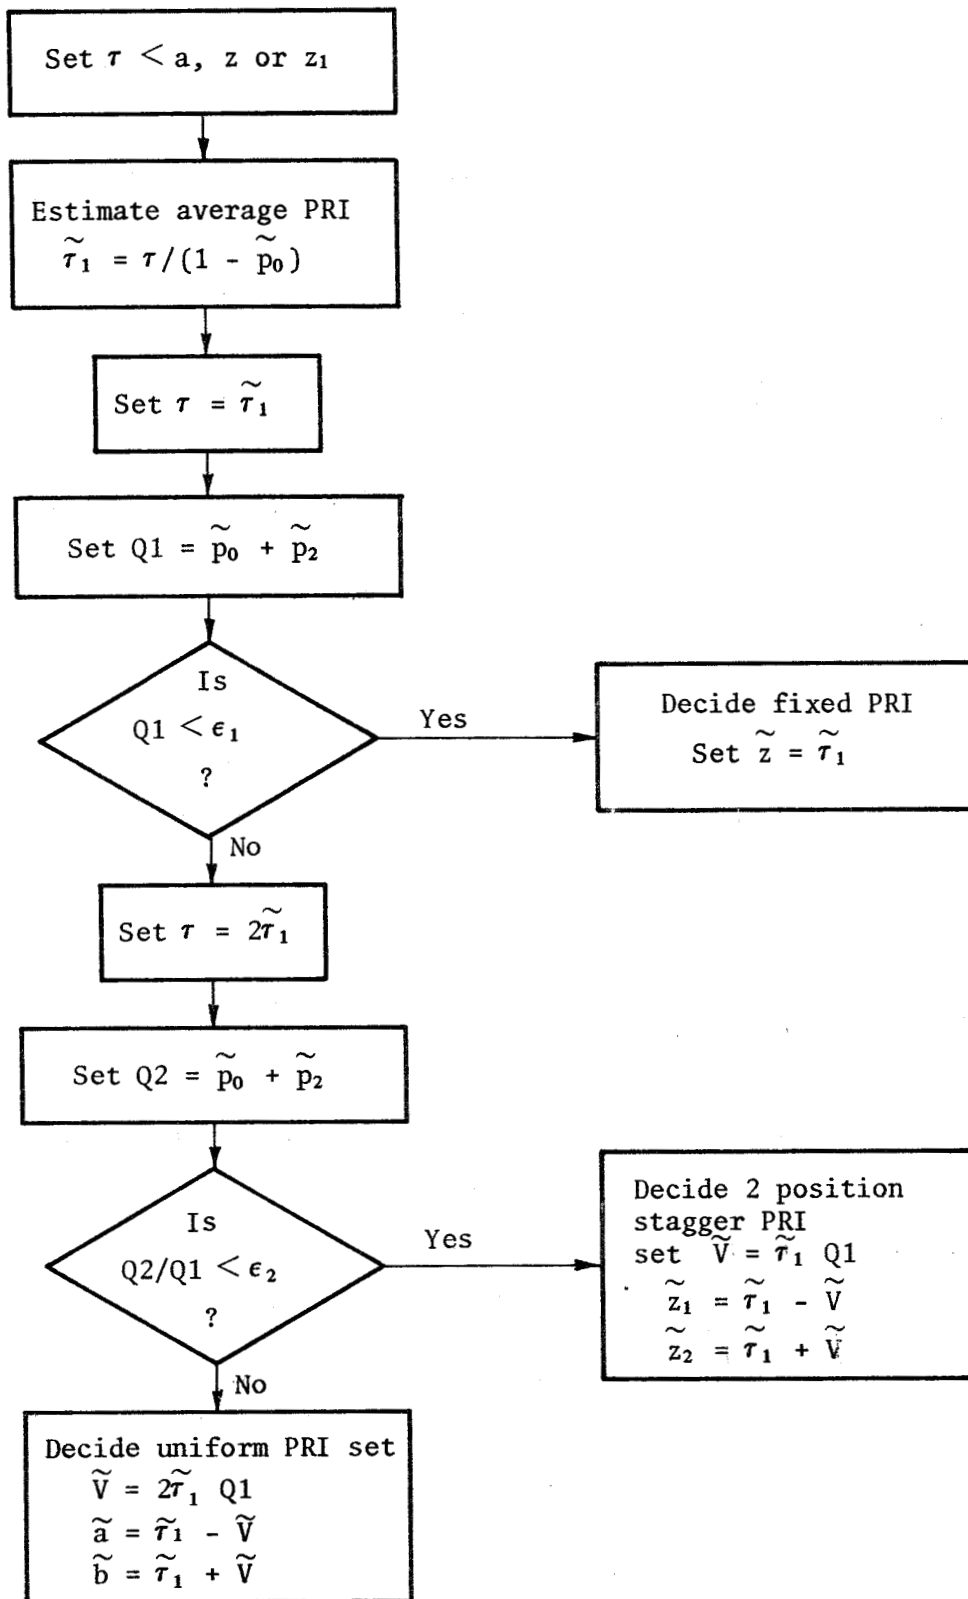 Set τ < a, z or z₁
Estimate average PRI
τ̃₁ = τ/(1 - p̃₀)
Set τ = τ̃₁
Set Q1 = p̃₀ + p̃₂
Is
Q1 < ϵ₁
?
Yes
Decide fixed PRI
Set z̃ = τ̃₁
No
Set τ = 2τ̃₁
Set Q2 = p̃₀ + p̃₂
Is
Q2/Q1 < ϵ₂
?
Yes
Decide 2 position
stagger PRI
set Ṽ = τ̃₁ Q1
z̃₁ = τ̃₁ - Ṽ
z̃₂ = τ̃₁ + Ṽ
No
Decide uniform PRI set
Ṽ = 2τ̃₁ Q1
ã = τ̃₁ - Ṽ
b̃ = τ̃₁ + Ṽ